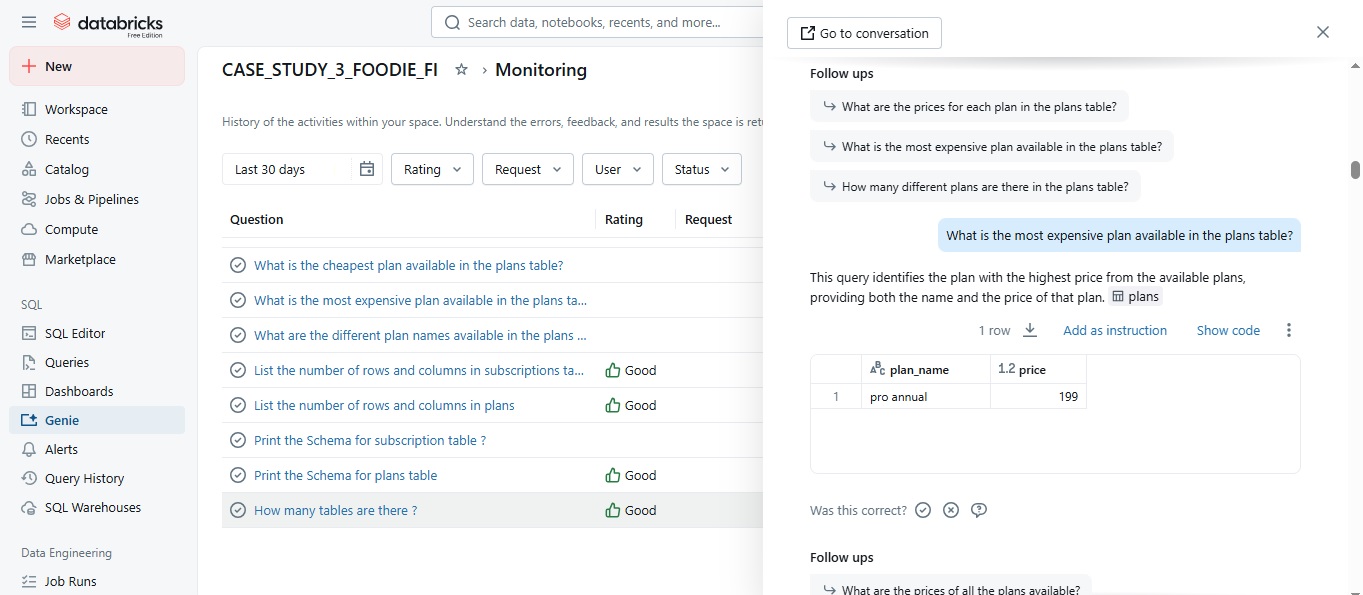 databricks
Free Edition
Search data, notebooks, recents, and more...
New
Workspace
Recents
Catalog
Jobs & Pipelines
Compute
Marketplace
SQL
SQL Editor
Queries
Dashboards
Genie
Alerts
Query History
SQL Warehouses
Data Engineering
Job Runs
CASE_STUDY_3_FOODIE_FI › Monitoring
History of the activities within your space. Understand the errors, feedback, and results the space is
Last 30 days Rating Request User Status
Question Rating Request
What is the cheapest plan available in the plans table?
What is the most expensive plan available in the plans ta...
What are the different plan names available in the plans ...
List the number of rows and columns in subscriptions ta... Good
List the number of rows and columns in plans Good
Print the Schema for subscription table ?
Print the Schema for plans table Good
How many tables are there ? Good
Go to conversation
Follow ups
What are the prices for each plan in the plans table?
What is the most expensive plan available in the plans table?
How many different plans are there in the plans table?
What is the most expensive plan available in the plans table?
This query identifies the plan with the highest price from the available plans,
providing both the name and the price of that plan. plans
1 row Add as instruction Show code
ABC plan_name 1.2 price
1 pro annual 199
Was this correct?
Follow ups
What are the prices of all the plans available?